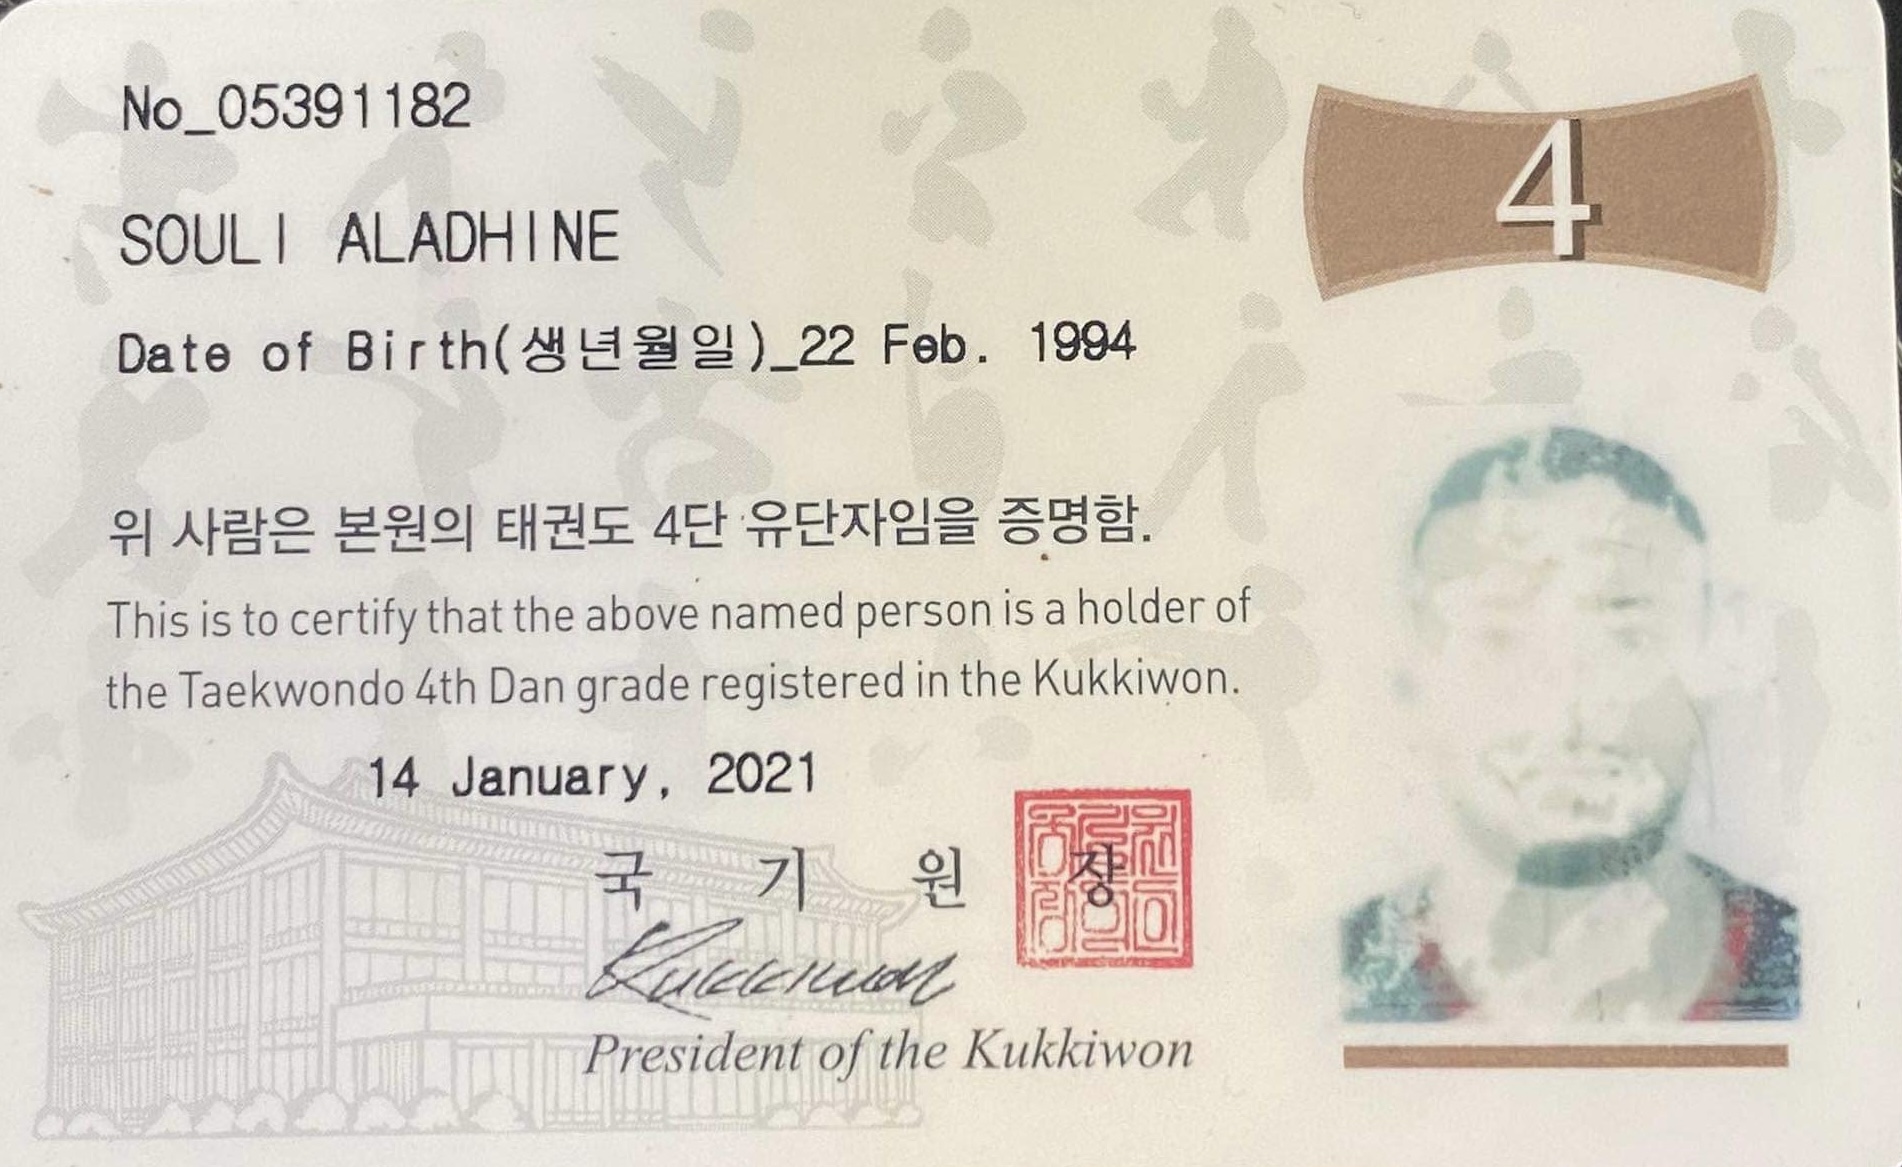 No_05391182
4
SOULI ALADHINE
Date of Birth(생년월일)_22 Feb. 1994
위 사람은 본원의 태권도 4단 유단자임을 증명함.
This is to certify that the above named person is a holder of
the Taekwondo 4th Dan grade registered in the Kukkiwon.
14 January, 2021
국 기 원 장
Kukkiwon
President of the Kukkiwon